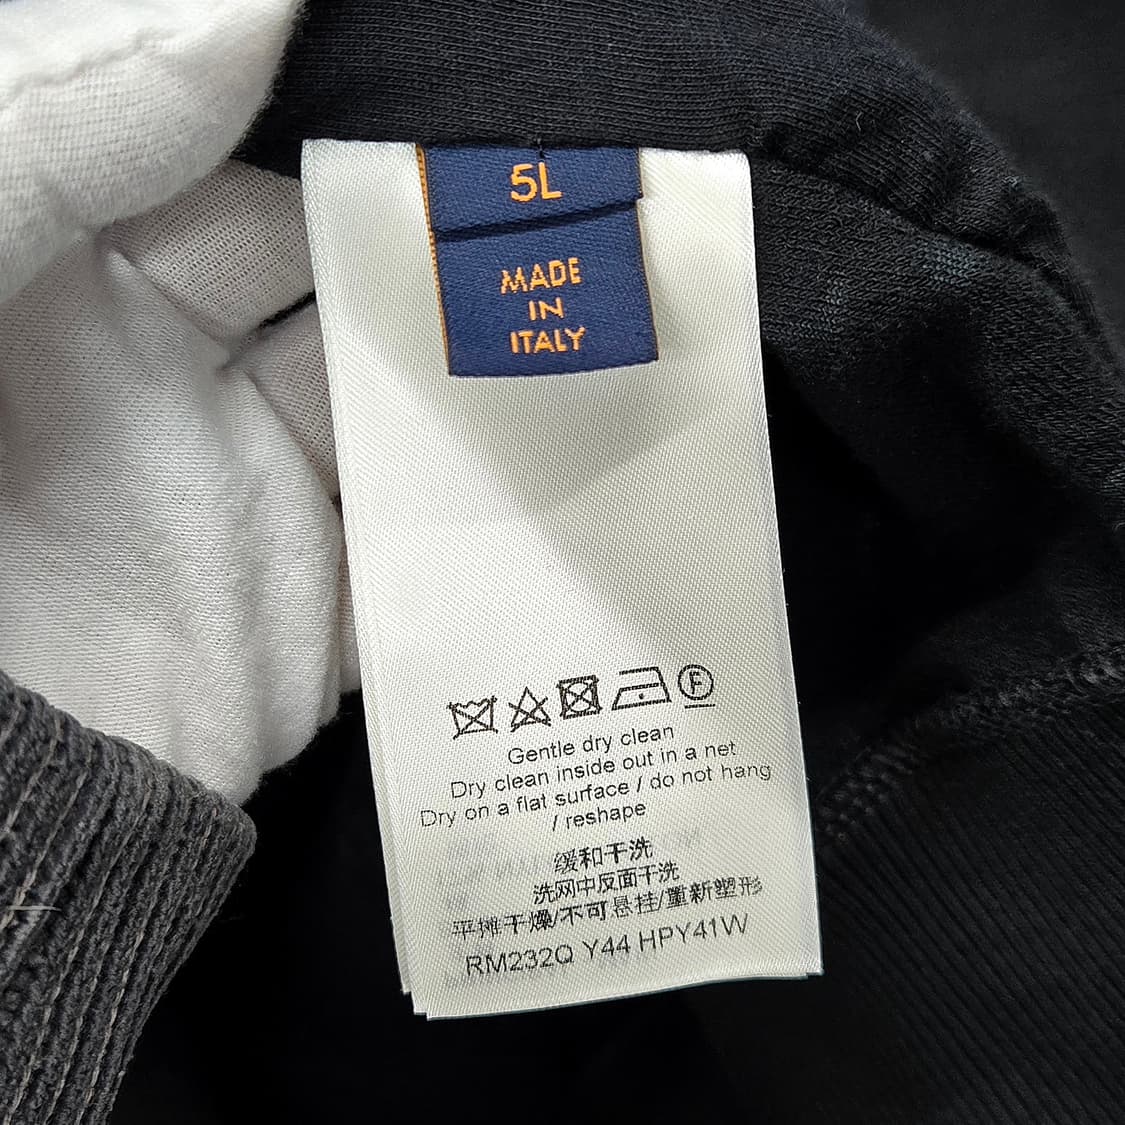 5L
MADE
IN
ITALY
F
Gentle dry clean
Dry clean inside out in a net
Dry on a flat surface / do not hang
/ reshape
缓和干洗
洗网中反面干洗
平摊干燥/不可悬挂/重新塑形
RM232Q Y44 HPY41W